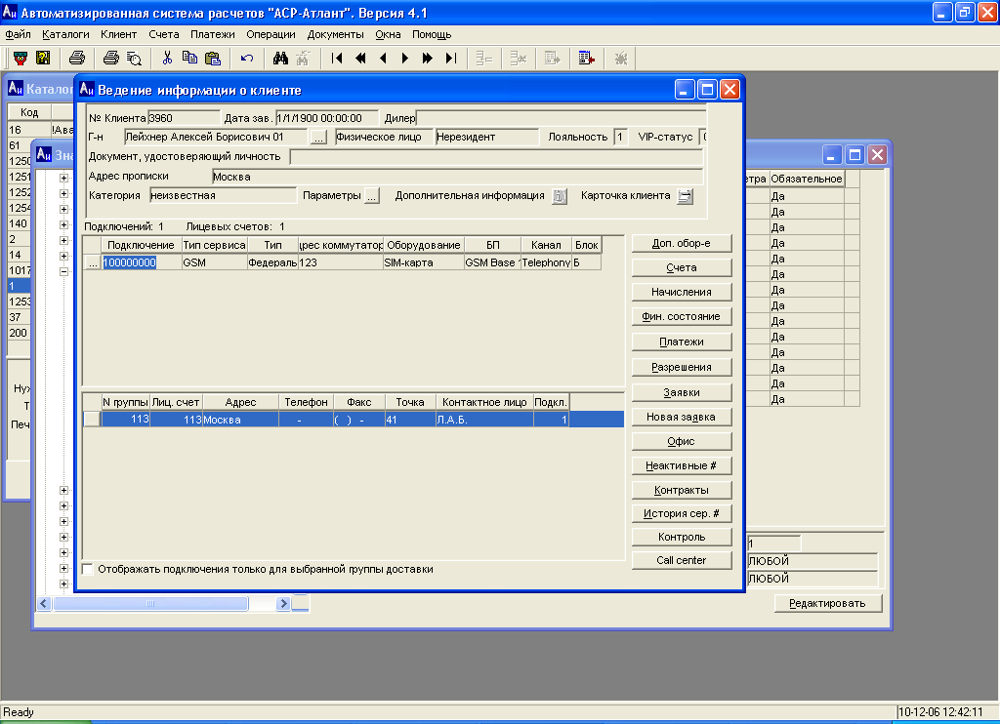 Автоматизированная система расчетов "АСР-Атлант". Версия 4.1
Файл Каталоги Клиент Счета Платежи Операции Документы Окна Помощь
Каталог
Код
16 !Ава
61
1250
1251
1252
1254
140
2
14
1017
1
1253
37
200
Нуж
Т
Печ
Зна
етра Обязательное
Да
Да
Да
Да
Да
Да
Да
Да
Да
Да
Да
Да
Да
Да
1
ЛЮБОЙ
ЛЮБОЙ
Редактировать
Ведение информации о клиенте
№ Клиента 3960 Дата зав. 1/1/1900 00:00:00 Дилер
Г-н Лейхнер Алексей Борисович 01 ... Физическое лицо Нерезидент Лояльность 1 VIP-статус 0
Документ, удостоверяющий личность
Адрес прописки Москва
Категория неизвестная Параметры ... Дополнительная информация Карточка клиента
Подключений: 1 Лицевых счетов: 1
Подключение Тип сервиса Тип рес коммутатор Оборудование БП Канал Блок
... 100000000 GSM Федераль 123 SIM-карта GSM Base Telephony Б
N группы Лиц. счет Адрес Телефон Факс Точка Контактное лицо Подкл.
113 113 Москва - ( ) - 41 Л.А.Б. 1
Отображать подключения только для выбранной группы доставки
Доп. обор-е
Счета
Начисления
Фин. состояние
Платежи
Разрешения
Заявки
Новая заявка
Офис
Неактивные #
Контракты
История сер. #
Контроль
Call center
Ready 10-12-06 12:42:11